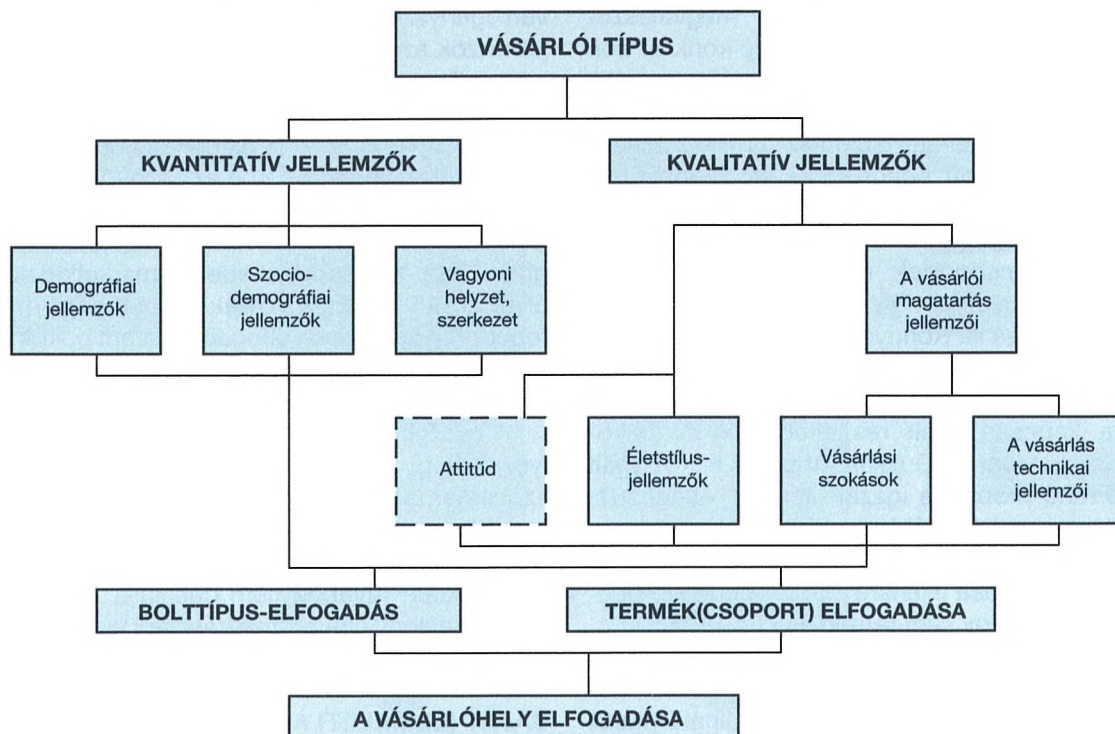 VÁSÁRLÓI TÍPUS
KVANTITATÍV JELLEMZŐK
KVALITATÍV JELLEMZŐK
Demográfiai
jellemzők
Szocio-
demográfiai
jellemzők
Vagyoni
helyzet,
szerkezet
A vásárlói
magatartás
jellemzői
Attitűd
Életstílus-
jellemzők
Vásárlási
szokások
A vásárlás
technikai
jellemzői
BOLTTÍPUS-ELFOGADÁS
TERMÉK(CSOPORT) ELFOGADÁSA
A VÁSÁRLÓHELY ELFOGADÁSA